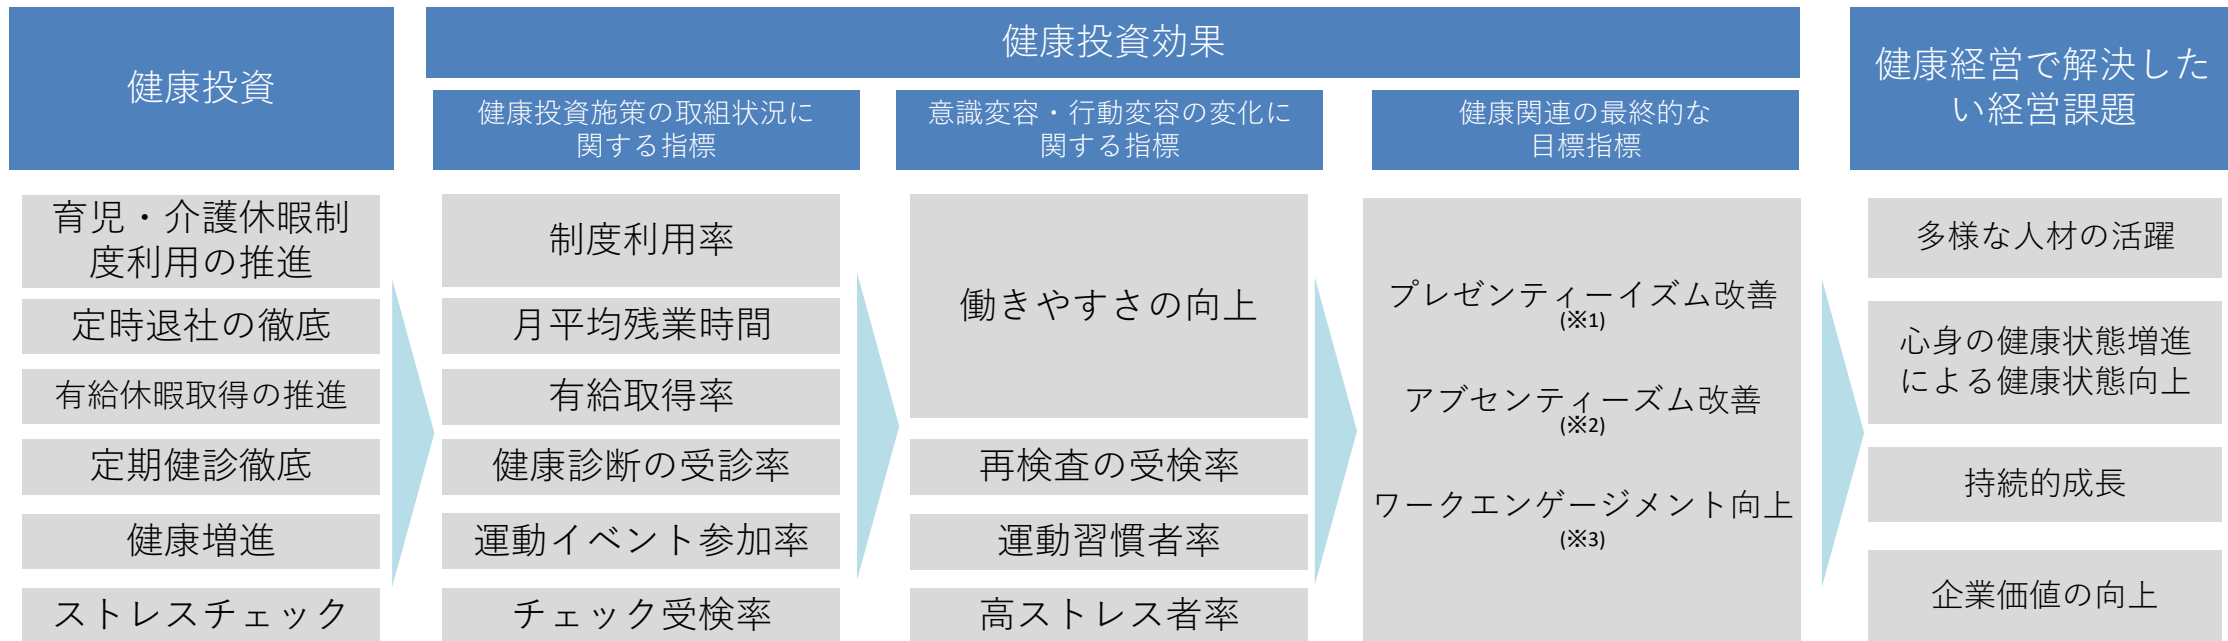 健康投資
健康投資効果
健康経営で解決した
い経営課題
健康投資施策の取組状況に
関する指標
意識変容・行動変容の変化に
関する指標
健康関連の最終的な
目標指標
育児・介護休暇制
度利用の推進
定時退社の徹底
有給休暇取得の推進
定期健診徹底
健康増進
ストレスチェック
制度利用率
月平均残業時間
有給取得率
健康診断の受診率
運動イベント参加率
チェック受検率
働きやすさの向上
再検査の受検率
運動習慣者率
高ストレス者率
プレゼンティーイズム改善
(※1)
アブセンティーズム改善
(※2)
ワークエンゲージメント向上
(※3)
多様な人材の活躍
心身の健康状態増進
による健康状態向上
持続的成長
企業価値の向上